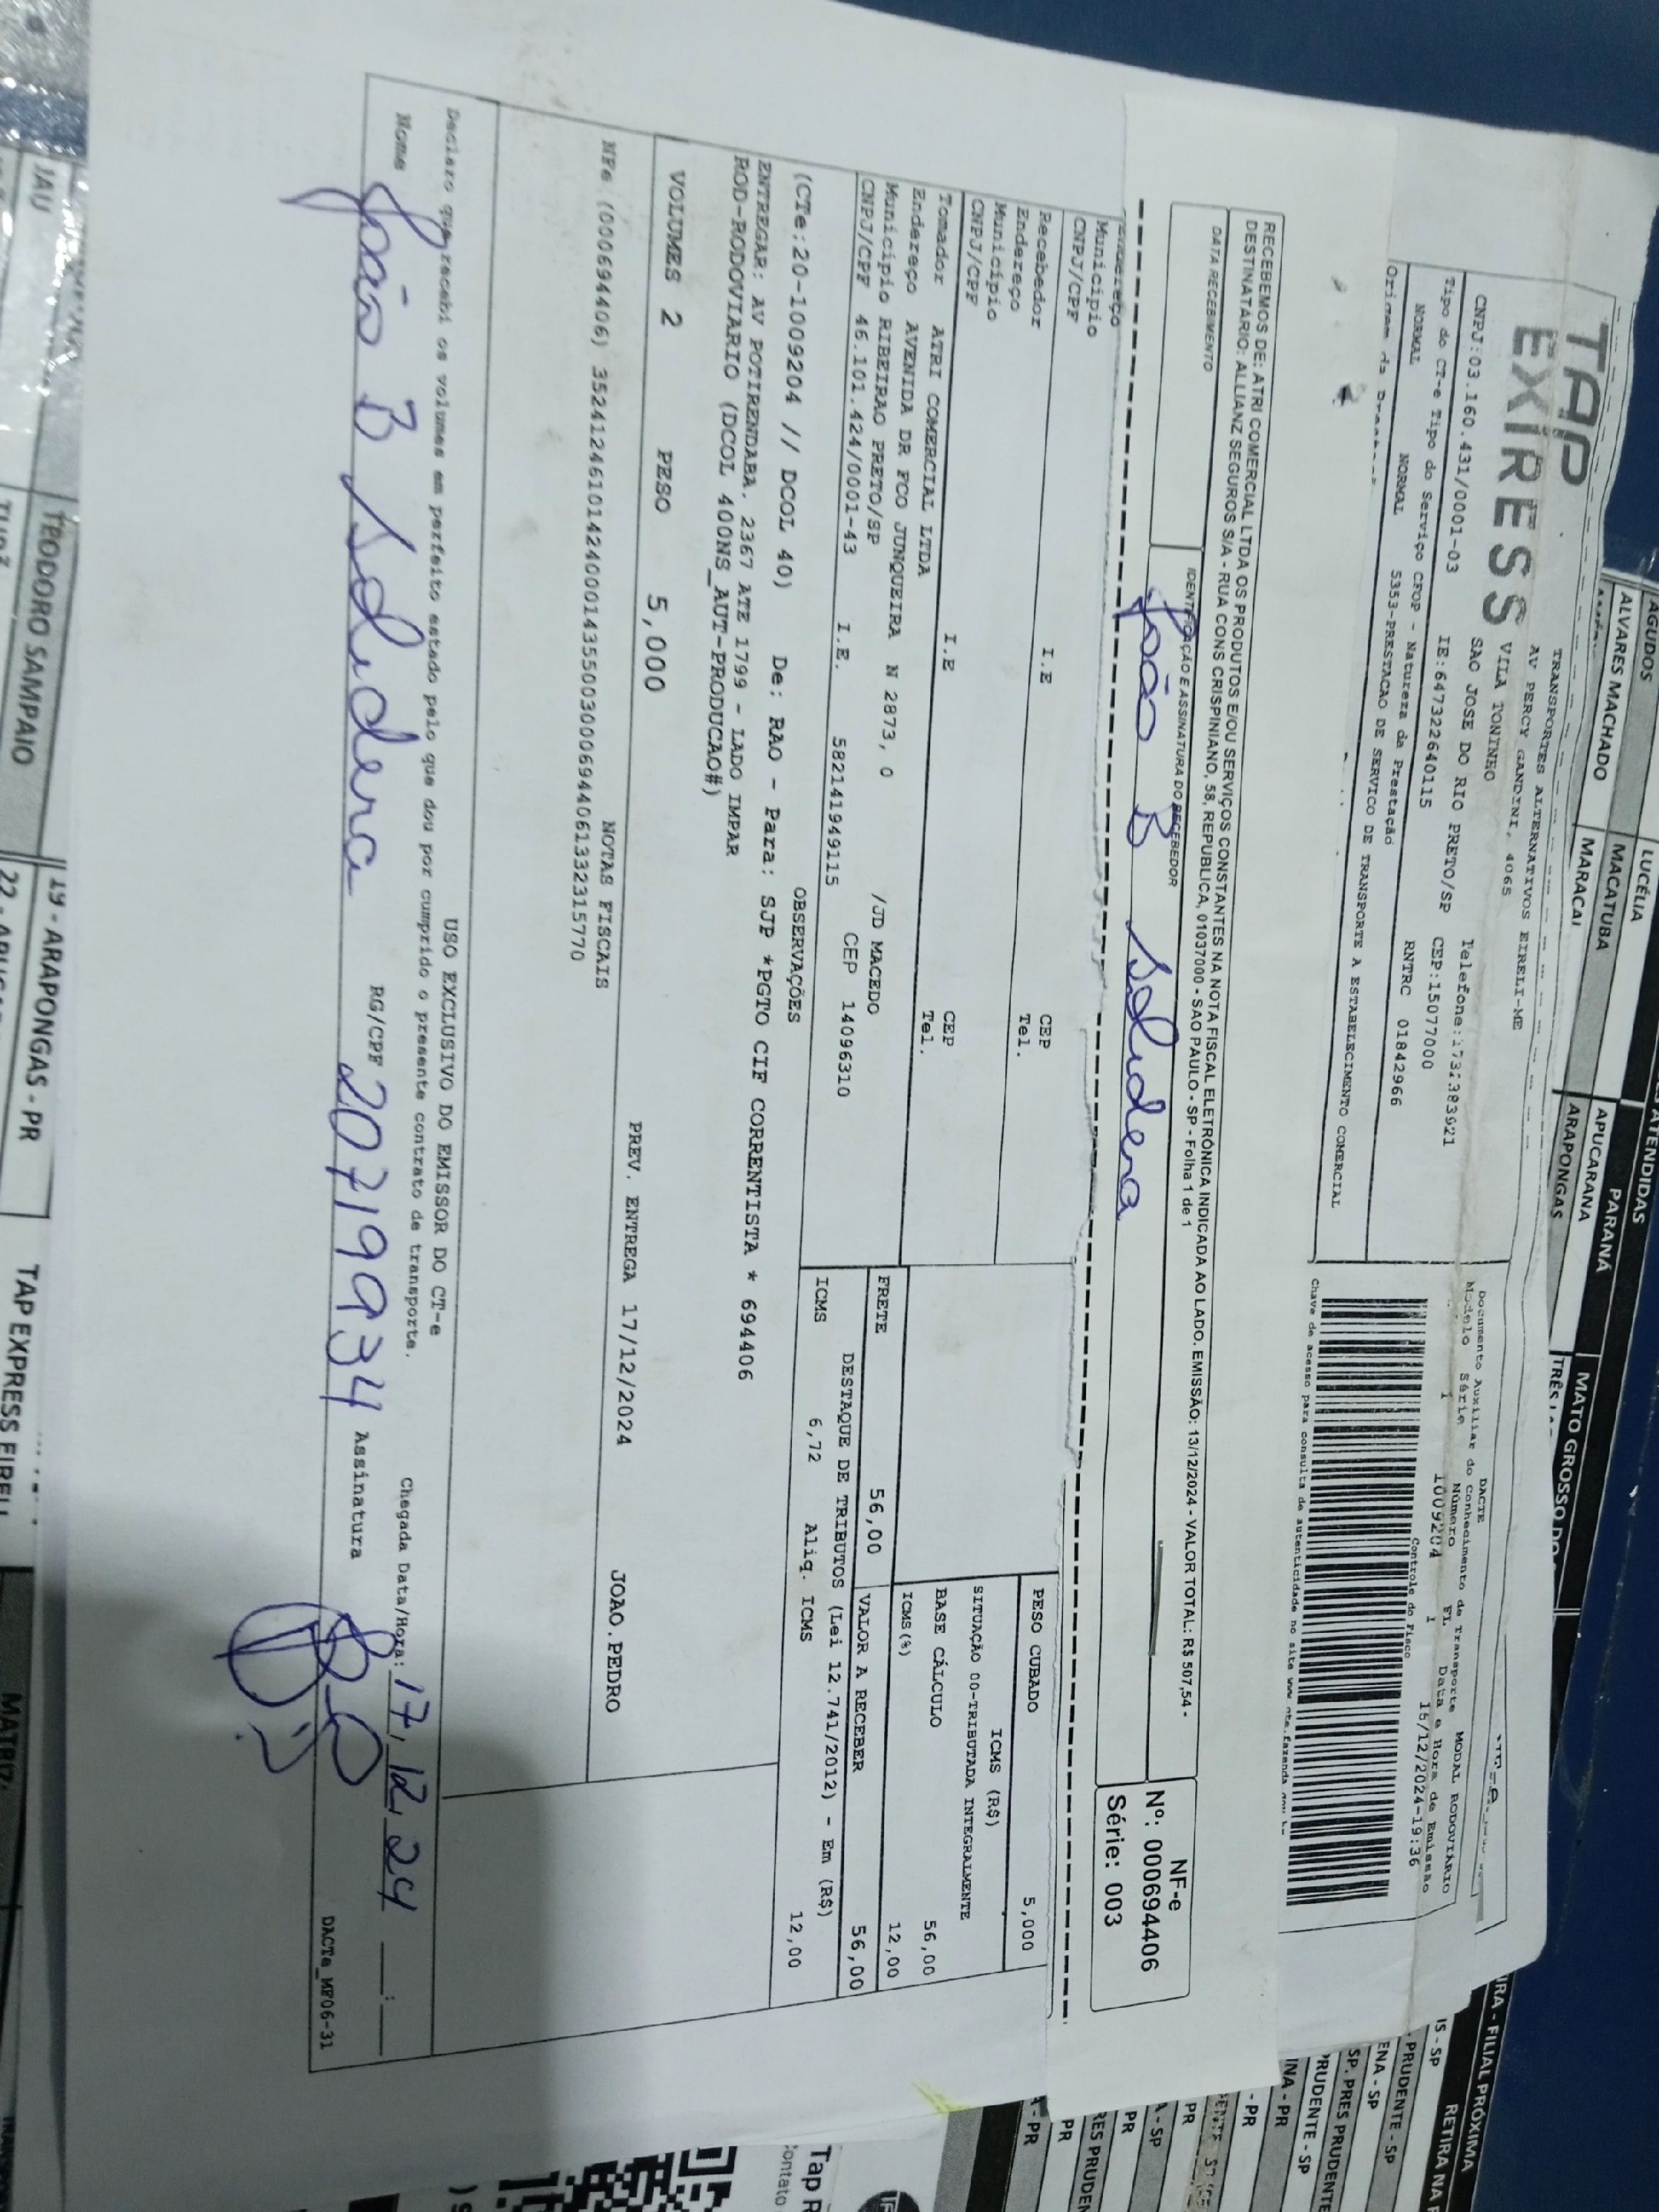 TAP
EXPRESS
TRANSPORTES ALTERNATIVOS EIRELI-ME
AV PERCY GANDINI, 4065
VILA TONINHO
SAO JOSE DO RIO PRETO/SP
CNPJ:03.160.431/0001-03 IE:647322640115 CEP:15077000
Tipo do CT-e Tipo do Serviço CFOP - Natureza da Prestação RNTRC 01842966
NORMAL NORMAL 5353-PRESTACAO DE SERVICO DE TRANSPORTE A ESTABELECIMENTO COMERCIAL
DACTE
Documento Auxiliar do Conhecimento de Transporte MODAL RODOVIÁRIO
Modelo Série Número FL Data e Hora de Emissão
1 1009204 1 15/12/2024-19:36
Controle do Fisco
Chave de acesso para consulta de autenticidade no site www
RECEBEMOS DE: ATRI COMERCIAL LTDA OS PRODUTOS E/OU SERVIÇOS CONSTANTES NA NOTA FISCAL ELETRÔNICA INDICADA AO LADO. EMISSÃO: 13/12/2024 - VALOR TOTAL: R$ 507,54 -
DESTINATÁRIO: ALLIANZ SEGUROS S/A - RUA CONS CRISPINIANO, 58, REPUBLICA, 01037000 - SAO PAULO - SP - Folha 1 de 1
DATA RECEBIMENTO
IDENTIFICAÇÃO E ASSINATURA DO RECEBEDOR
João B Soldera
NF-e
Nº: 000694406
Série: 003
Município
CNPJ/CPF
Recebedor I.E CEP
Endereço Tel.
Município
CNPJ/CPF I.E CEP
Tomador ATRI COMERCIAL LTDA Tel.
Endereço AVENIDA DR FCO JUNQUEIRA N 2873, 0 /JD MACEDO
Município RIBEIRAO PRETO/SP
CNPJ/CPF 46.101.424/0001-43 I.E. 582141949115 CEP 14096310
PESO CUBADO 5,000
ICMS (R$)
SITUAÇÃO 00-TRIBUTADA INTEGRALMENTE
BASE CÁLCULO 56,00
ICMS(%) 12,00
FRETE 56,00 VALOR A RECEBER 56,00
DESTAQUE DE TRIBUTOS (Lei 12.741/2012) - Em (R$)
ICMS 6,72 Aliq. ICMS 12,00
OBSERVAÇÕES
(CTe:20-1009204 // DCOL 40) De: RAO - Para: SJP *PGTO CIF CORRENTISTA * 694406
ENTREGAR: AV POTIRENDABA. 2367 ATE 1799 - LADO IMPAR
ROD-RODOVIARIO (DCOL 400NS_AUT-PRODUCAO#)
VOLUMES 2 PESO 5,000 PREV. ENTREGA 17/12/2024 JOAO.PEDRO
NOTAS FISCAIS
NFe (000694406) 35241246101424000143550030006944061332315770
USO EXCLUSIVO DO EMISSOR DO CT-e
Declaro que recebi os volumes em perfeito estado pelo que dou por cumprido o presente contrato de transporte. Chegada Data/Hora: 17/12/24
Nome João B Soldera RG/CPF 207199934 Assinatura
DACTe_MF06-31
AGUDOS
ALVARES MACHADO
LUCÉLIA
MACATUBA
MARACAI
PARANÁ
APUCARANA
ARAPONGAS
JAU
TEODORO SAMPAIO
19 - ARAPONGAS - PR
TAP EXPRESS EIRELI
RETIRA NA
PRUDENTE - SP